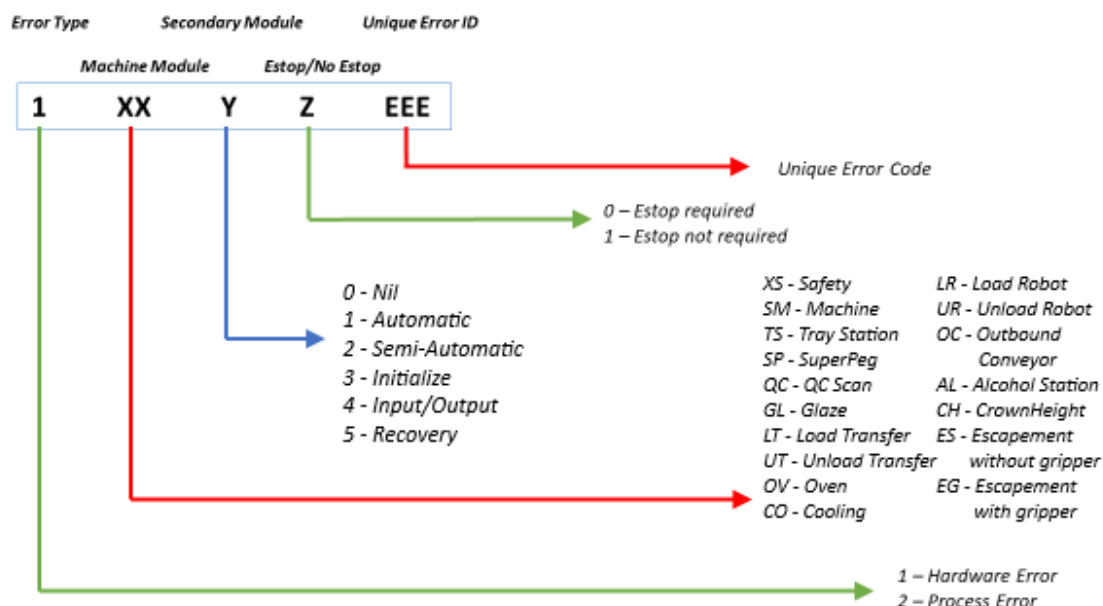 Error Type Secondary Module Unique Error ID
Machine Module Estop/No Estop
1 XX Y Z EEE
Unique Error Code
0 – Estop required
1 – Estop not required
0 - Nil
1 - Automatic
2 - Semi-Automatic
3 - Initialize
4 - Input/Output
5 - Recovery
XS - Safety
SM - Machine
TS - Tray Station
SP - SuperPeg
QC - QC Scan
GL - Glaze
LT - Load Transfer
UT - Unload Transfer
OV - Oven
CO - Cooling
LR - Load Robot
UR - Unload Robot
OC - Outbound
Conveyor
AL - Alcohol Station
CH - CrownHeight
ES - Escapement
without gripper
EG - Escapement
with gripper
1 – Hardware Error
2 – Process Error